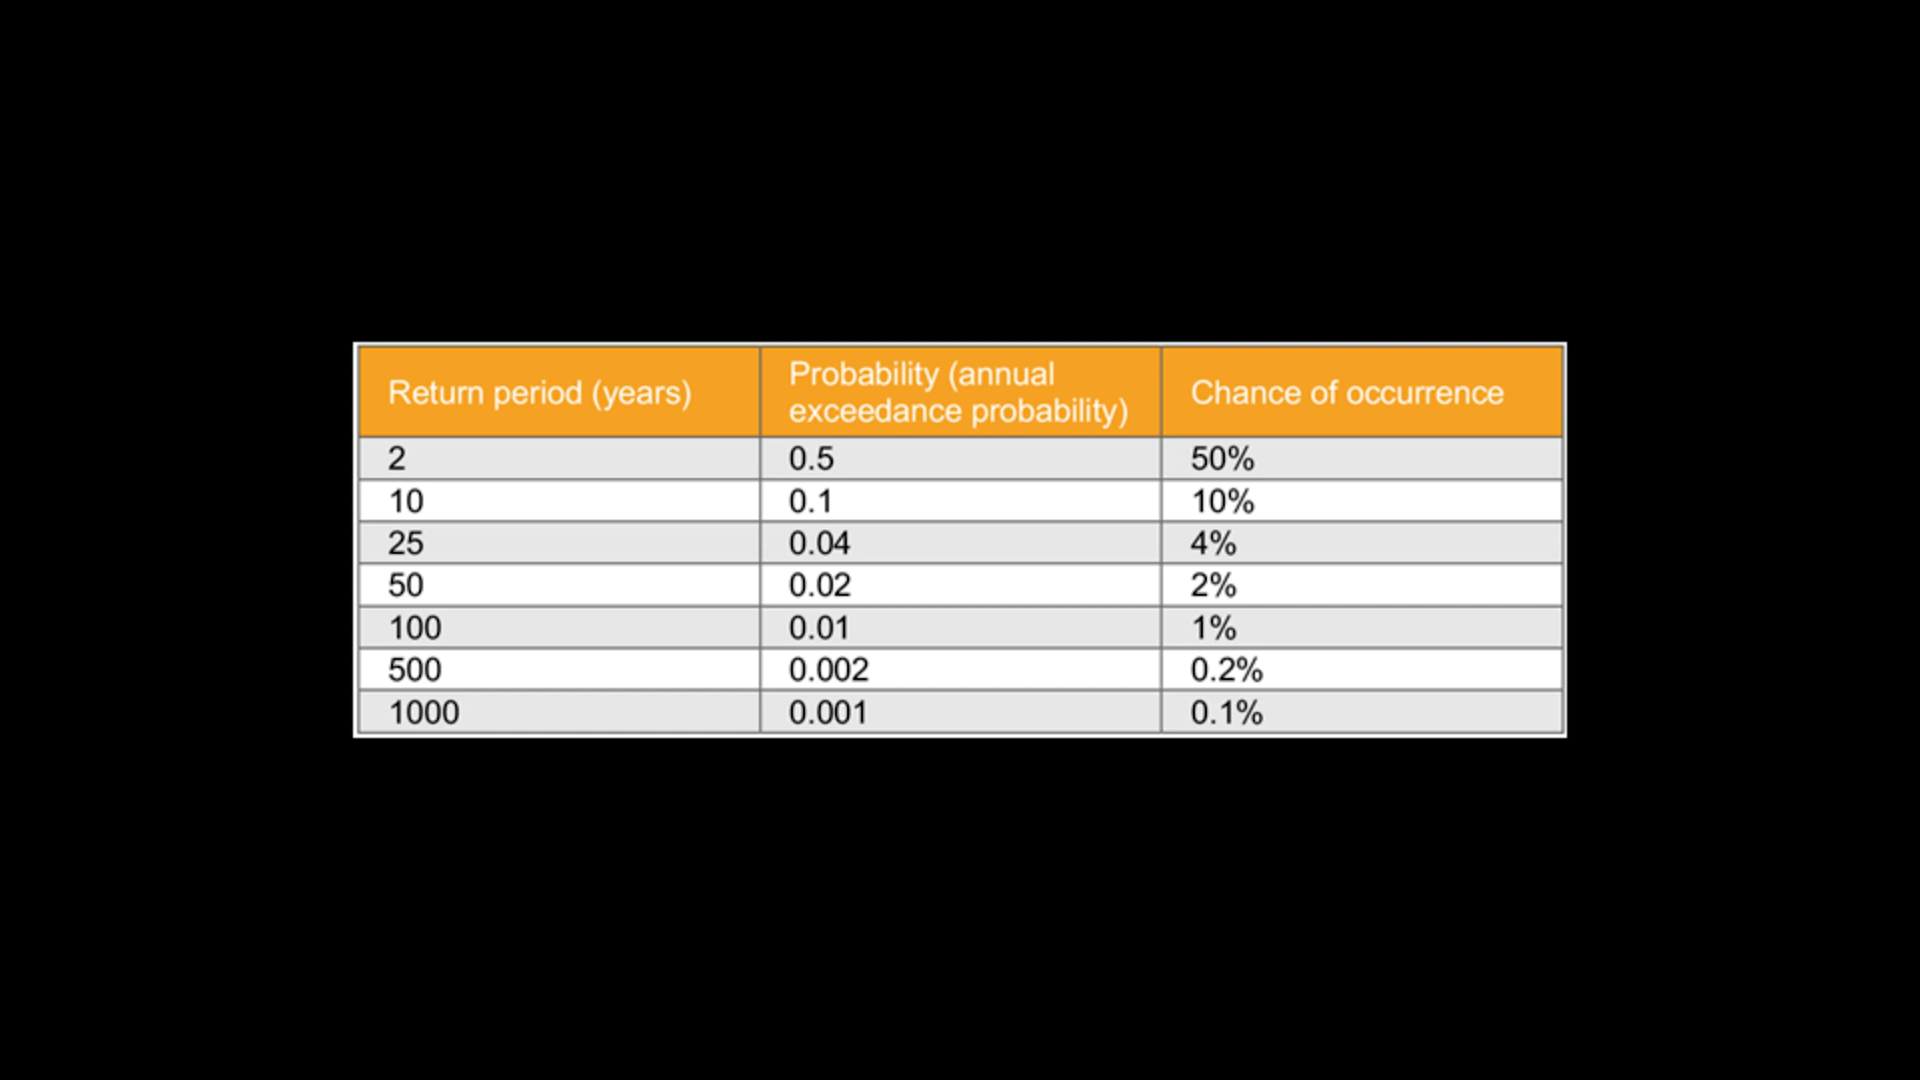 Return period (years)
Probability (annual
exceedance probability)
Chance of occurrence
2 0.5 50%
10 0.1 10%
25 0.04 4%
50 0.02 2%
100 0.01 1%
500 0.002 0.2%
1000 0.001 0.1%